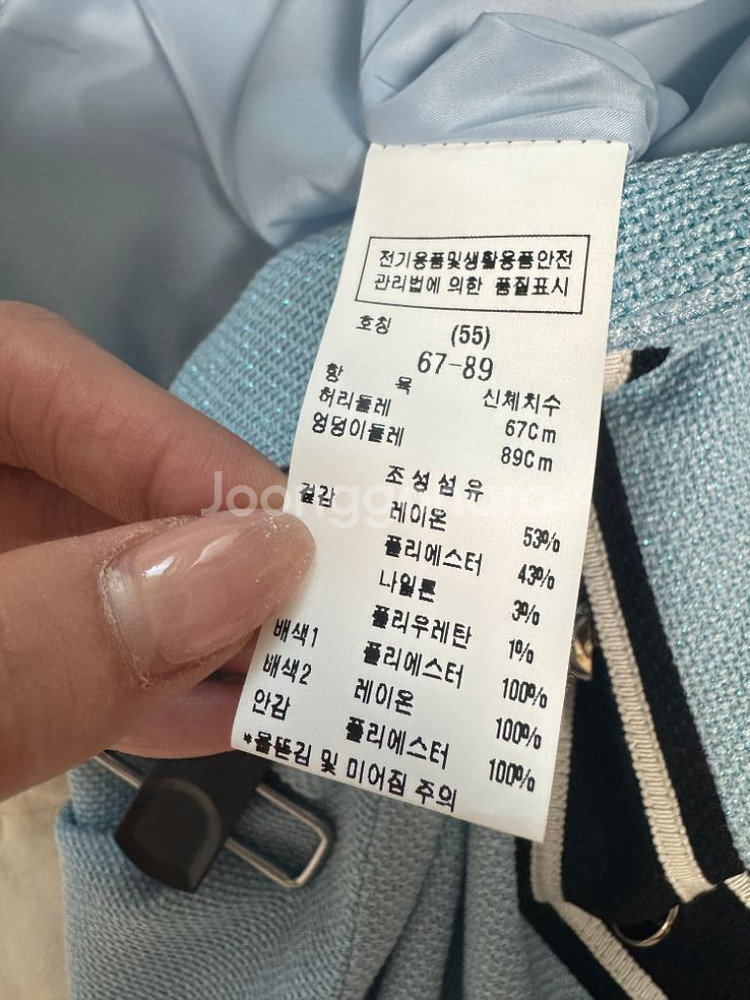 전기용품및생활용품안전
관리법에 의한 품질표시
호칭 (55)
67-89
항 목 신체치수
허리둘레 67Cm
엉덩이둘레 89Cm
조성섬유
겉감 레이온 53%
폴리에스터 43%
나일론 3%
폴리우레탄 1%
배색1 폴리에스터 100%
배색2 레이온 100%
안감 폴리에스터 100%
*물뜯김 및 미어짐 주의
Joonggonara